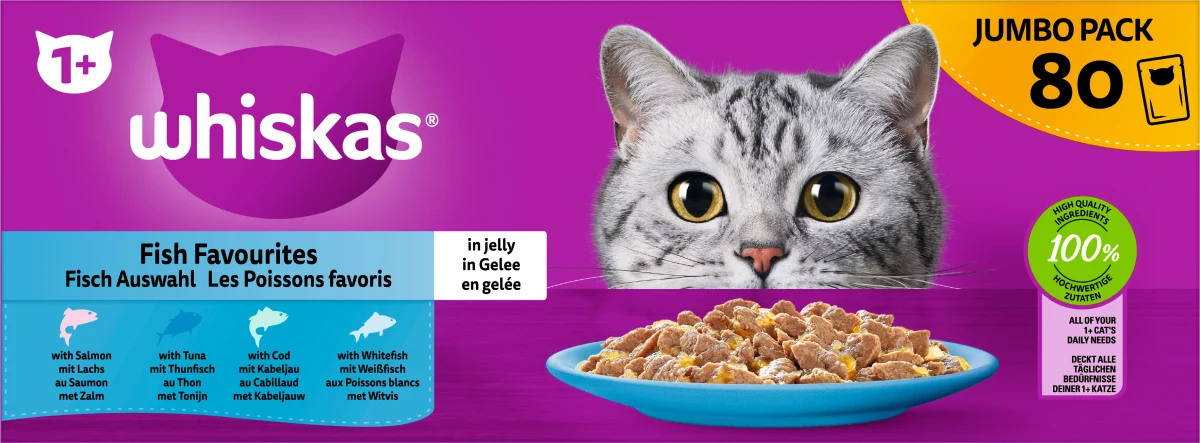 1+
whiskas®
JUMBO PACK
80
Fish Favourites
Fisch Auswahl Les Poissons favoris
in jelly
in Gelee
en gelée
with Salmon
mit Lachs
au Saumon
met Zalm
with Tuna
mit Thunfisch
au Thon
met Tonijn
with Cod
mit Kabeljau
au Cabillaud
met Kabeljauw
with Whitefish
mit Weißfisch
aux Poissons blancs
met Witvis
HIGH QUALITY
INGREDIENTS
100%
HOCHWERTIGE
ZUTATEN
ALL OF YOUR
1+ CAT'S
DAILY NEEDS
DECKT ALLE
TÄGLICHEN
BEDÜRFNISSE
DEINER 1+ KATZE